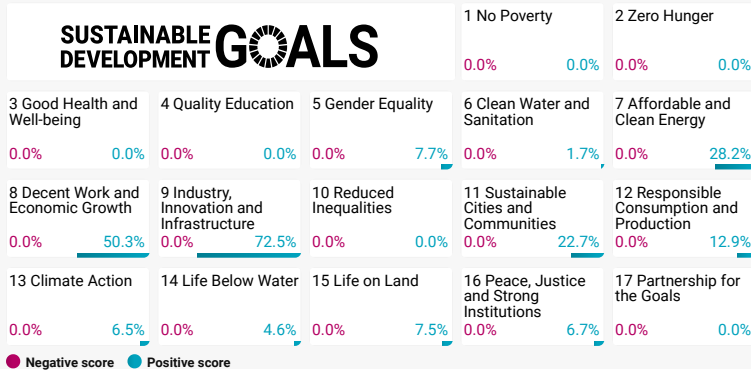 SUSTAINABLE
DEVELOPMENT
GOALS
1 No Poverty
0.0% 0.0%
2 Zero Hunger
0.0% 0.0%
3 Good Health and
Well-being
0.0% 0.0%
4 Quality Education
0.0% 0.0%
5 Gender Equality
0.0% 7.7%
6 Clean Water and
Sanitation
0.0% 1.7%
7 Affordable and
Clean Energy
0.0% 28.2%
8 Decent Work and
Economic Growth
0.0% 50.3%
9 Industry,
Innovation and
Infrastructure
0.0% 72.5%
10 Reduced
Inequalities
0.0% 0.0%
11 Sustainable
Cities and
Communities
0.0% 22.7%
12 Responsible
Consumption and
Production
0.0% 12.9%
13 Climate Action
0.0% 6.5%
14 Life Below Water
0.0% 4.6%
15 Life on Land
0.0% 7.5%
16 Peace, Justice
and Strong
Institutions
0.0% 6.7%
17 Partnership for
the Goals
0.0% 0.0%
Negative score Positive score